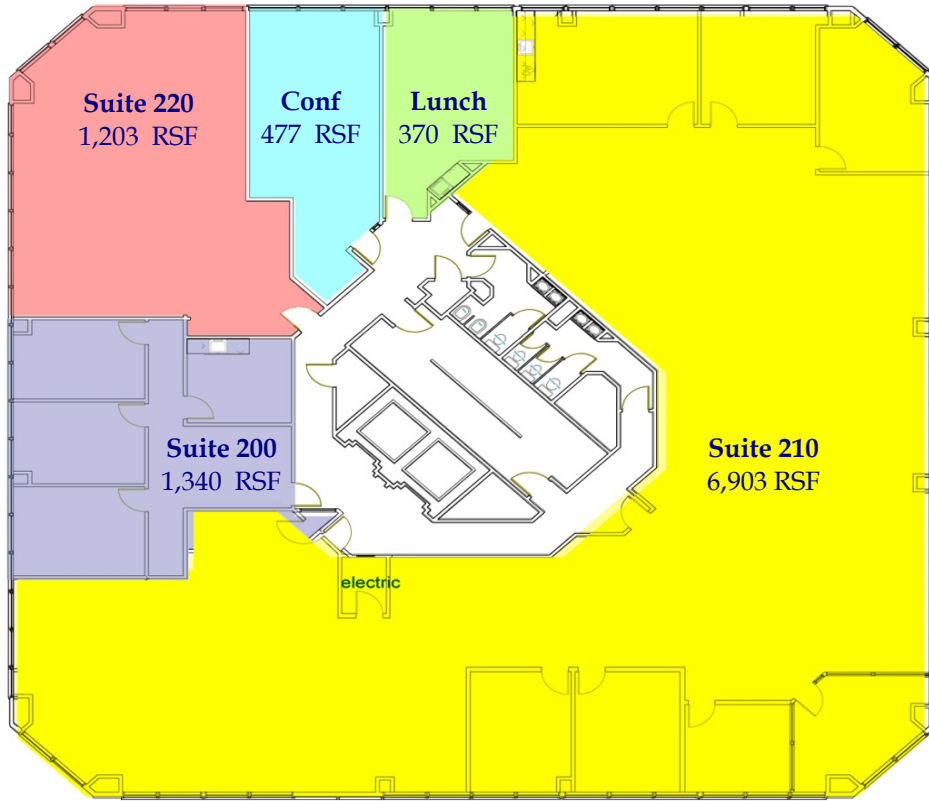 Suite 220
1,203 RSF
Conf
477 RSF
Lunch
370 RSF
Suite 200
1,340 RSF
Suite 210
6,903 RSF
electric